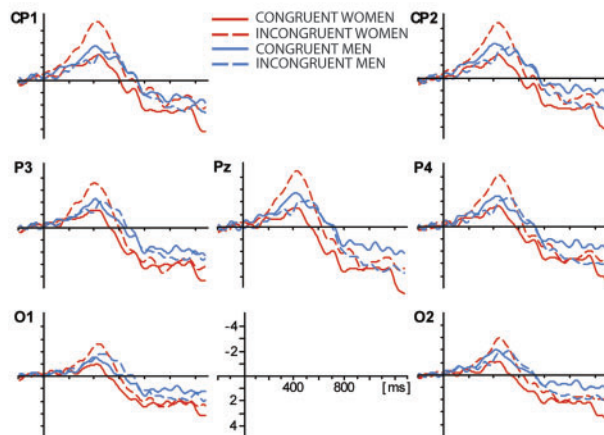 CP1
CONGRUENT WOMEN
INCONGRUENT WOMEN
CONGRUENT MEN
INCONGRUENT MEN
CP2
P3
Pz
P4
O1
-4
-2
400 800 [ms]
2
4
O2